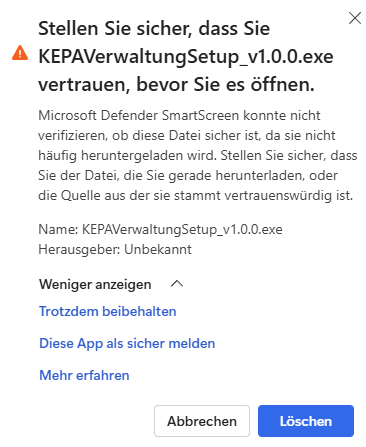 Stellen Sie sicher, dass Sie
KEPAVerwaltungSetup_v1.0.0.exe
vertrauen, bevor Sie es öffnen.
Microsoft Defender SmartScreen konnte nicht
verifizieren, ob diese Datei sicher ist, da sie nicht
häufig heruntergeladen wird. Stellen Sie sicher, dass
Sie der Datei, die Sie gerade herunterladen, oder
die Quelle aus der sie stammt vertrauenswürdig ist.
Name: KEPAVerwaltungSetup_v1.0.0.exe
Herausgeber: Unbekannt
Weniger anzeigen
Trotzdem beibehalten
Diese App als sicher melden
Mehr erfahren
Abbrechen
Löschen